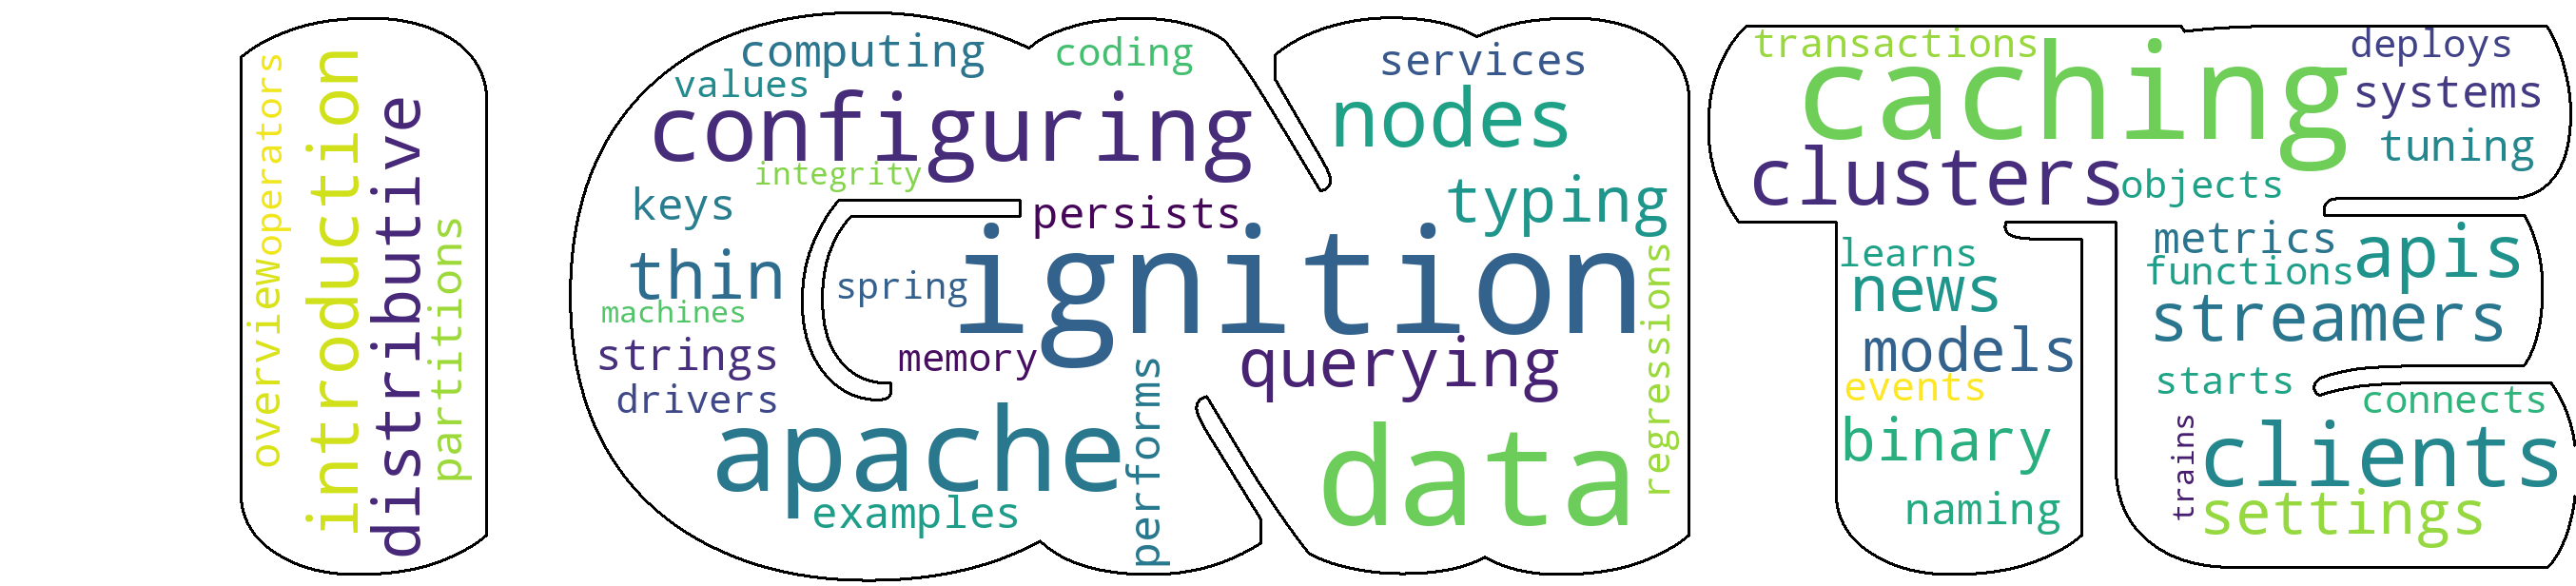 overviewWoperators
introduction
distributive
partitions
computing
coding
values
configuring
integrity
keys
persists
thin
spring
ignition
machines
strings
memory
drivers
querying
apache
performs
examples
services
nodes
typing
regressions
data
transactions
deploys
caching
systems
tuning
clusters
objects
learns
news
models
events
binary
naming
metrics
apis
functions
streamers
starts
connects
trains
clients
settings